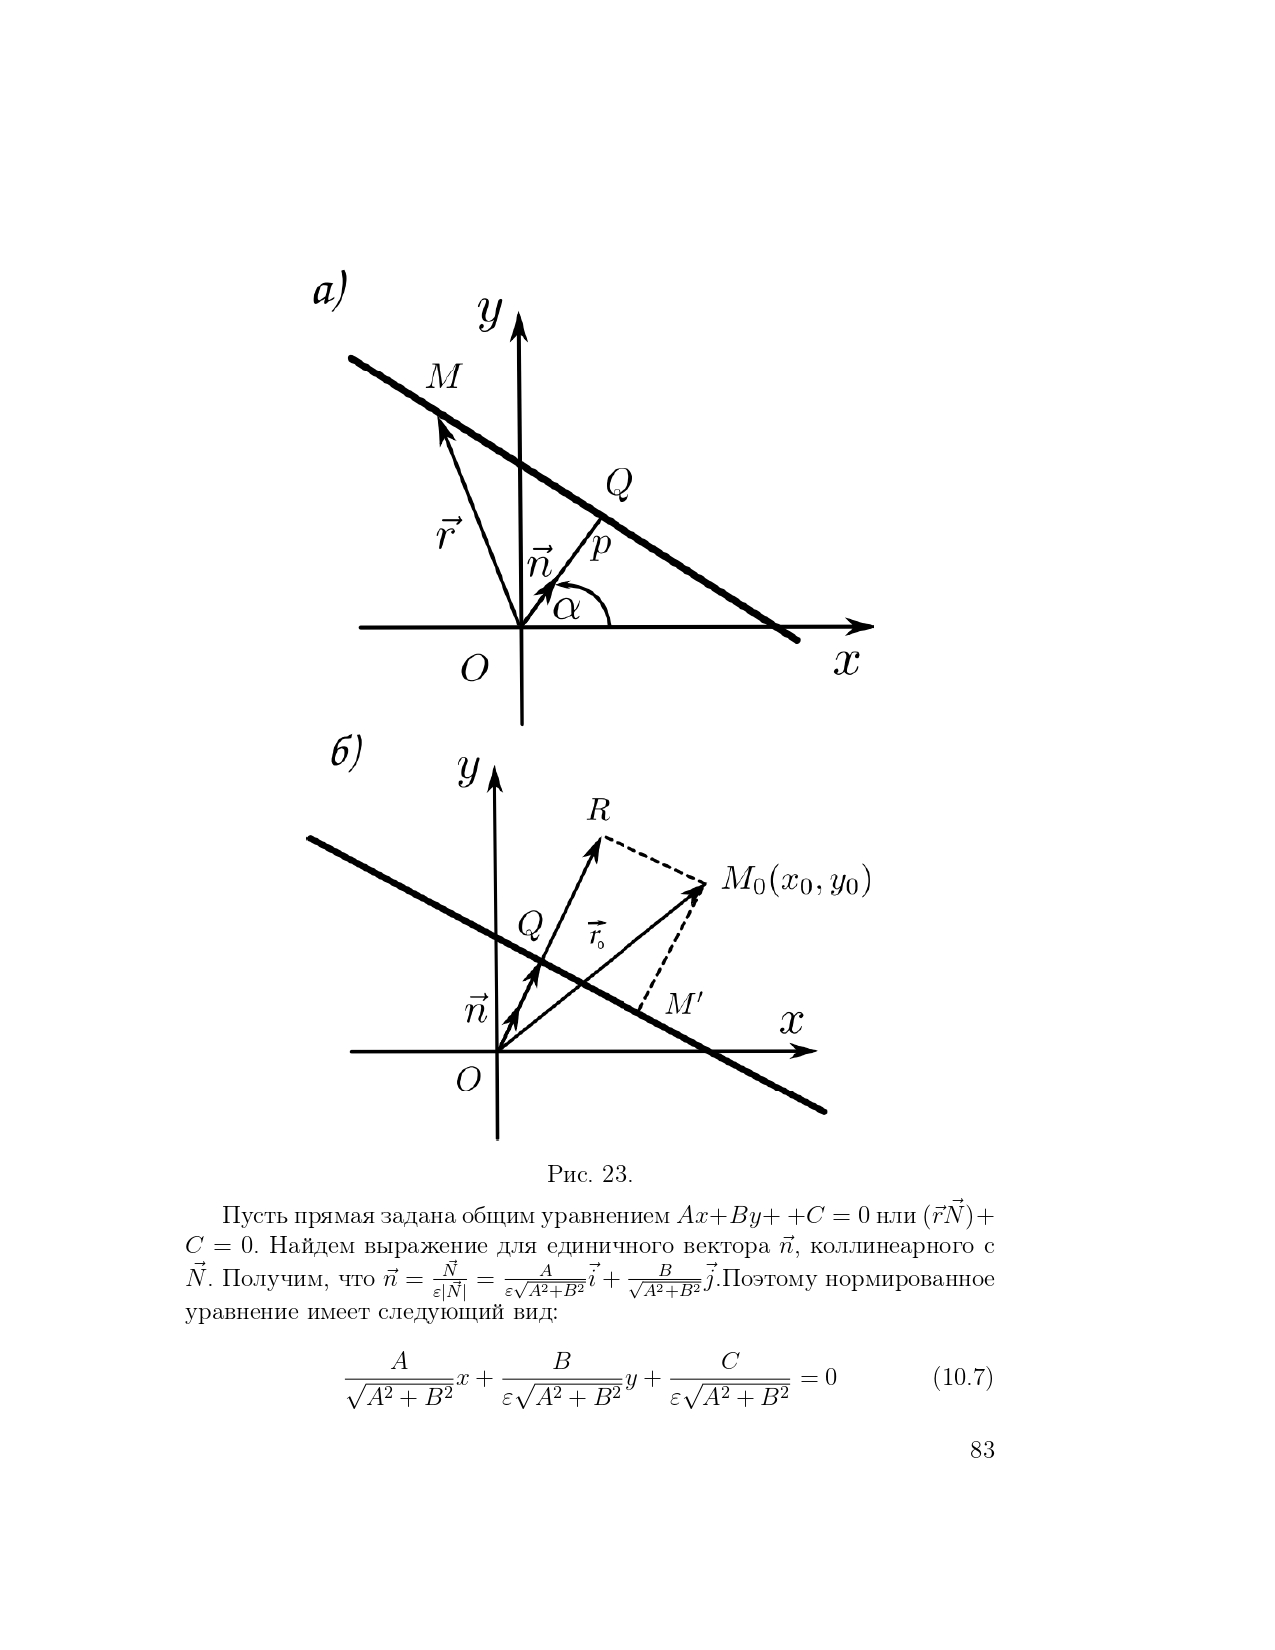 а)
y
M
Q
r⃗
p
n⃗
α
O
x
б)
y
R
M₀(x₀, y₀)
Q
r⃗₀
n⃗
M′
x
O
Рис. 23.
Пусть прямая задана общим уравнением Ax+By+ +C = 0 нли (r⃗N⃗)+
C = 0. Найдем выражение для единичного вектора n⃗, коллинеарного с
N⃗. Получим, что n⃗ = N⃗/(ε|N⃗|) = A/(ε√(A²+B²)) i⃗ + B/(√(A²+B²)) j⃗.Поэтому нормированное
уравнение имеет следующий вид:
A/(√(A² + B²)) x + B/(ε√(A² + B²)) y + C/(ε√(A² + B²)) = 0 (10.7)
83